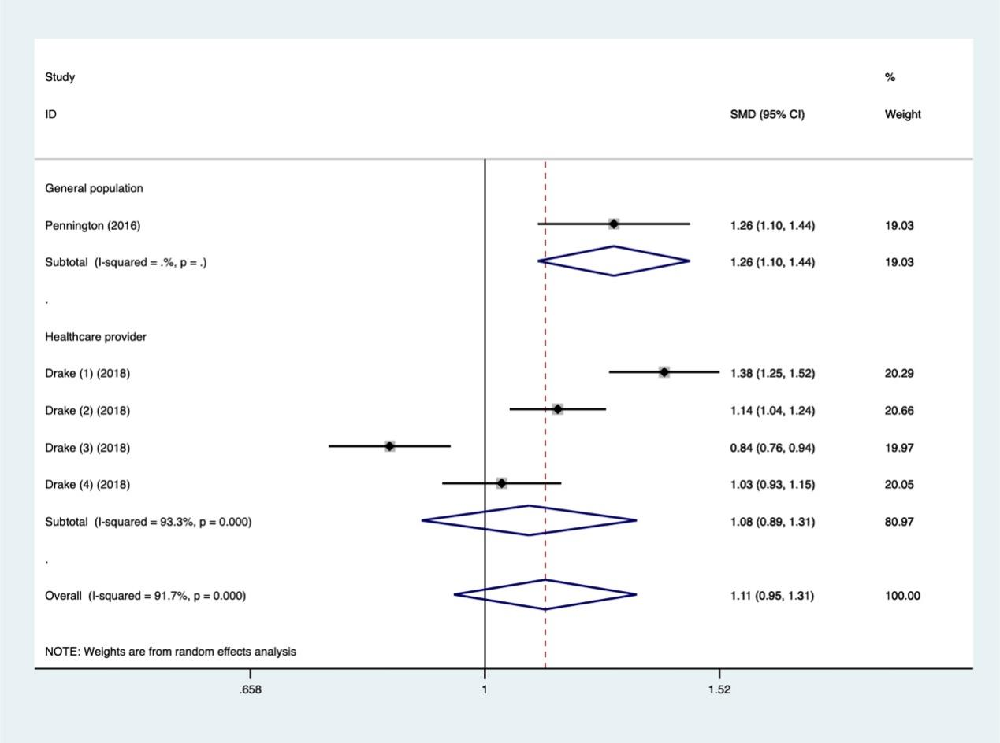 Study %
ID SMD (95% CI) Weight
General population
Pennington (2016) 1.26 (1.10, 1.44) 19.03
Subtotal (I-squared = .%, p = .) 1.26 (1.10, 1.44) 19.03
.
Healthcare provider
Drake (1) (2018) 1.38 (1.25, 1.52) 20.29
Drake (2) (2018) 1.14 (1.04, 1.24) 20.66
Drake (3) (2018) 0.84 (0.76, 0.94) 19.97
Drake (4) (2018) 1.03 (0.93, 1.15) 20.05
Subtotal (I-squared = 93.3%, p = 0.000) 1.08 (0.89, 1.31) 80.97
.
Overall (I-squared = 91.7%, p = 0.000) 1.11 (0.95, 1.31) 100.00
NOTE: Weights are from random effects analysis
.658 1 1.52